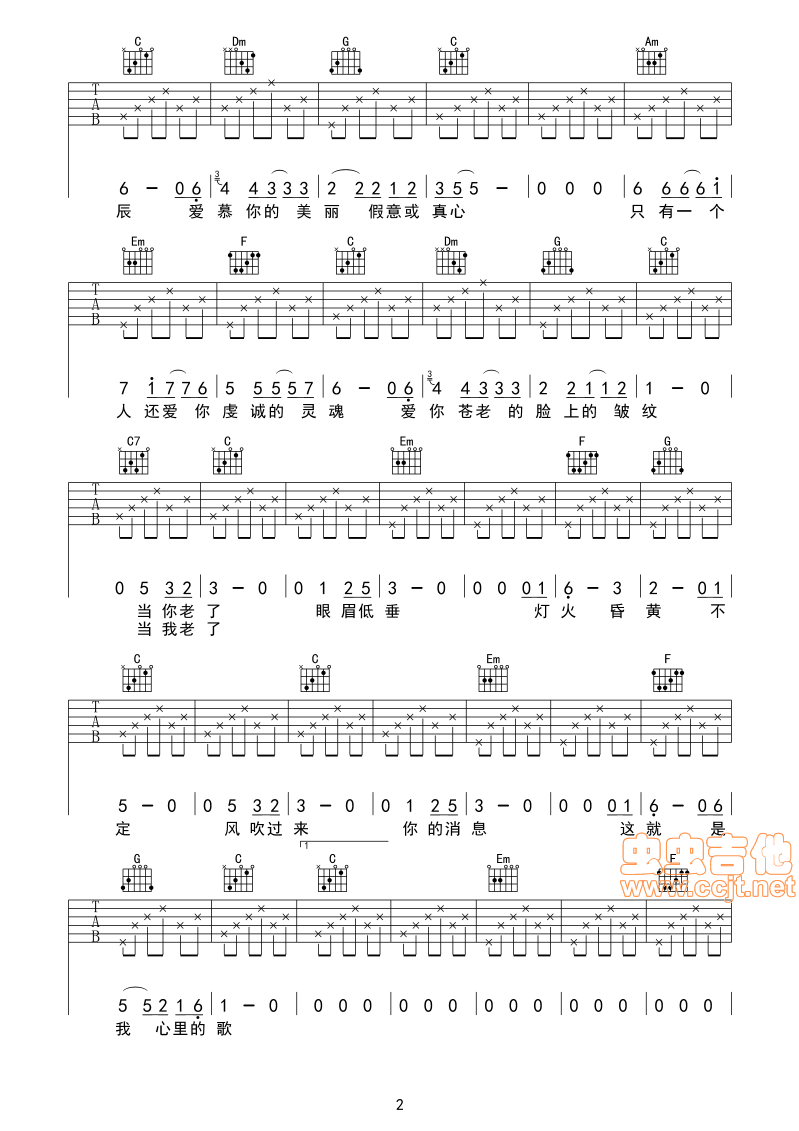 C Dm G C Am
T A B
6 – 0 6 3 4 4 3 3 3 2 2 2 1 2 3 5 5 – 0 0 0 6 6 6 6 1
辰 爱 慕 你 的 美 丽 假 意 或 真 心 只 有 一 个
Em F C Dm G C
T A B
7 1 7 7 6 5 5 5 5 7 6 – 0 6 3 4 4 3 3 3 2 2 1 1 2 1 – 0
人 还 爱 你 虔 诚 的 灵 魂 爱 你 苍 老 的 脸 上 的 皱 纹
C7 C Em F G
T A B
0 5 3 2 3 – 0 0 1 2 5 3 – 0 0 0 0 1 6 – 3 2 – 0 1
当 你 老 了 眼 眉 低 垂 灯 火 昏 黄 不
当 我 老 了
C C Em F
T A B
5 – 0 0 5 3 2 3 – 0 0 1 2 5 3 – 0 0 0 0 1 6 – 0 6
定 风 吹 过 来 你 的 消 息 这 就 是
1
G C C Em F
T A B
5 5 2 1 6 1 – 0 0 0 0 0 0 0 0 0 0 0 0 0 0 0 0
我 心 里 的 歌
虫虫吉他
www.ccjt.net
2